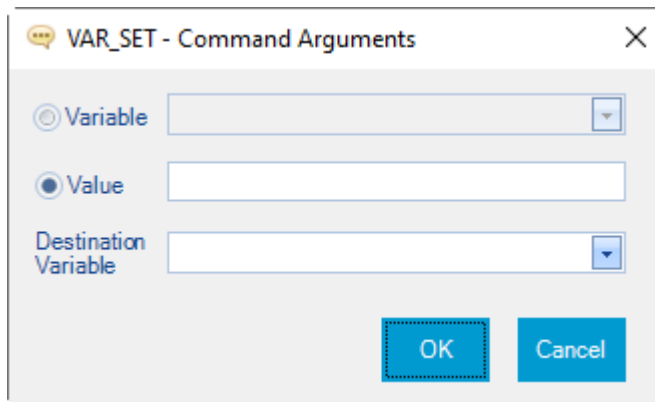 VAR_SET - Command Arguments
Variable
Value
Destination
Variable
OK
Cancel